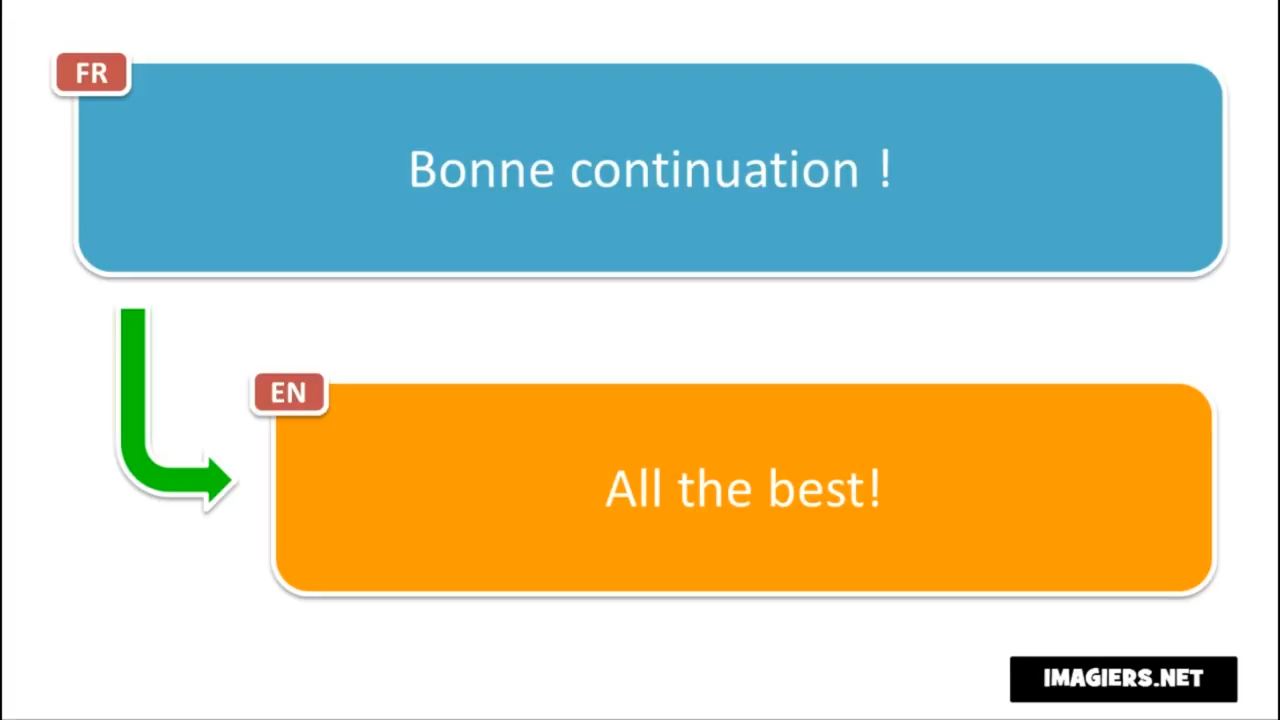 FR
Bonne continuation !
EN
All the best!
IMAGIERS.NET